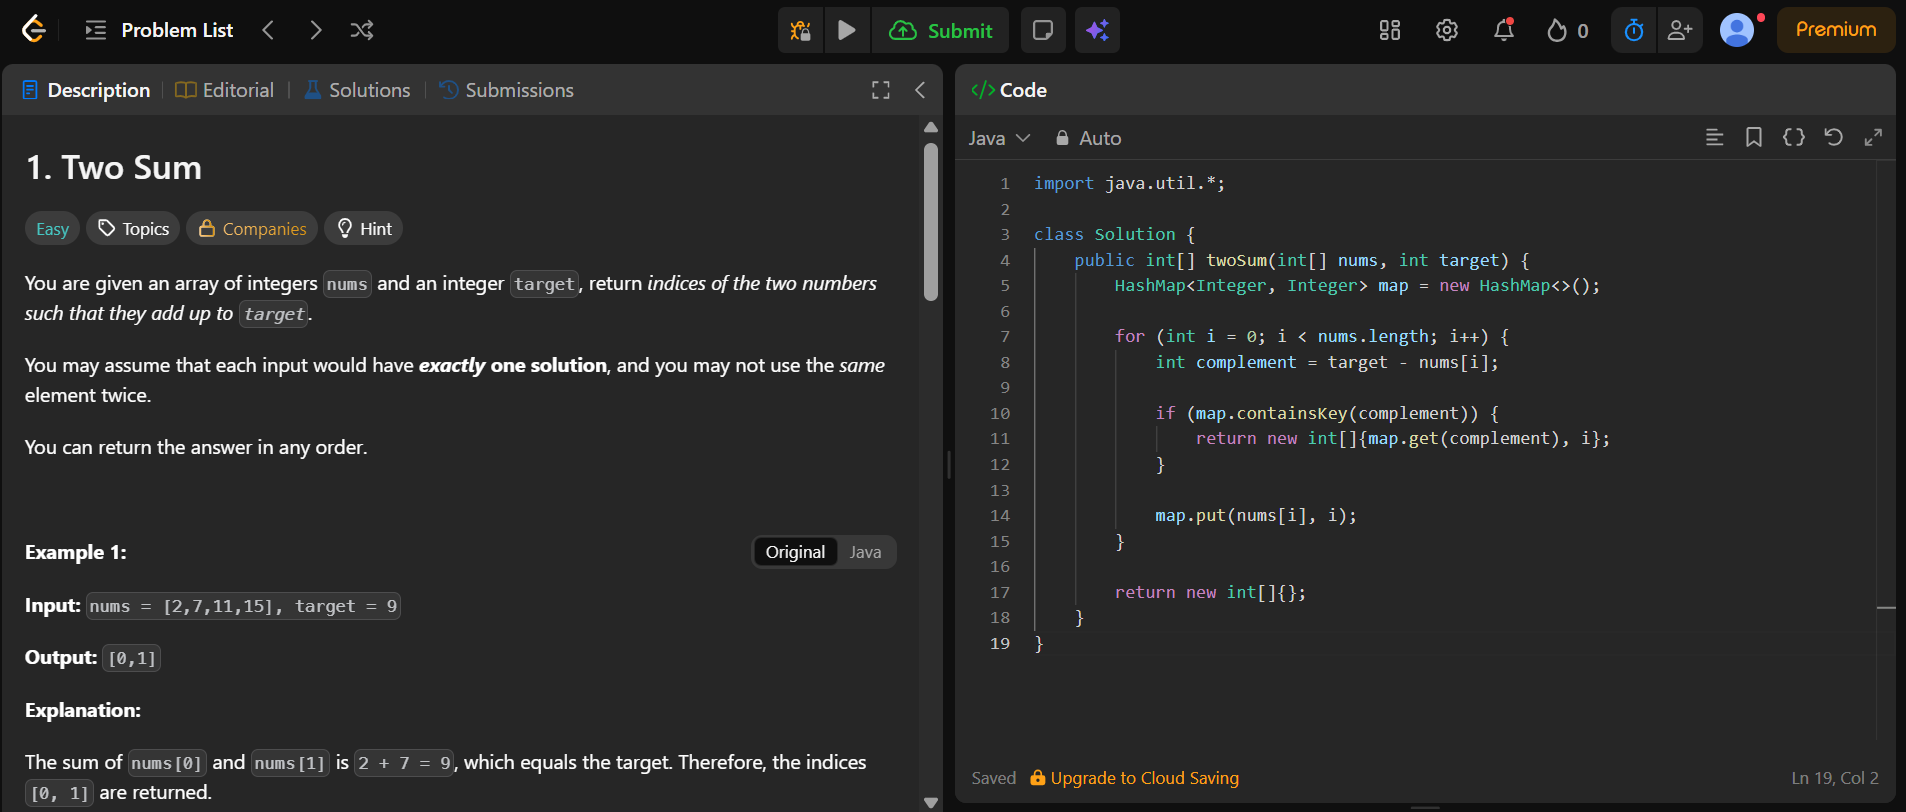 Problem List
Submit
0
Premium
Description
Editorial
Solutions
Submissions
1. Two Sum
Easy
Topics
Companies
Hint
You are given an array of integers nums and an integer target, return indices of the two numbers
such that they add up to target.
You may assume that each input would have exactly one solution, and you may not use the same
element twice.
You can return the answer in any order.
Example 1:
Original Java
Input: nums = [2,7,11,15], target = 9
Output: [0,1]
Explanation:
The sum of nums[0] and nums[1] is 2 + 7 = 9, which equals the target. Therefore, the indices
[0, 1] are returned.
</> Code
Java
Auto
1 import java.util.*;
2
3 class Solution {
4     public int[] twoSum(int[] nums, int target) {
5         HashMap<Integer, Integer> map = new HashMap<>();
6
7         for (int i = 0; i < nums.length; i++) {
8             int complement = target - nums[i];
9
10             if (map.containsKey(complement)) {
11                 return new int[]{map.get(complement), i};
12             }
13
14             map.put(nums[i], i);
15         }
16
17         return new int[]{};
18     }
19 }
Saved
Upgrade to Cloud Saving
Ln 19, Col 2